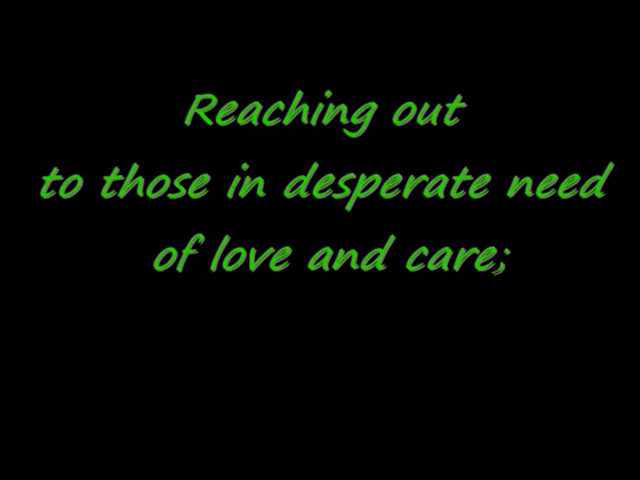 Reaching out
to those in desperate need
of love and care;